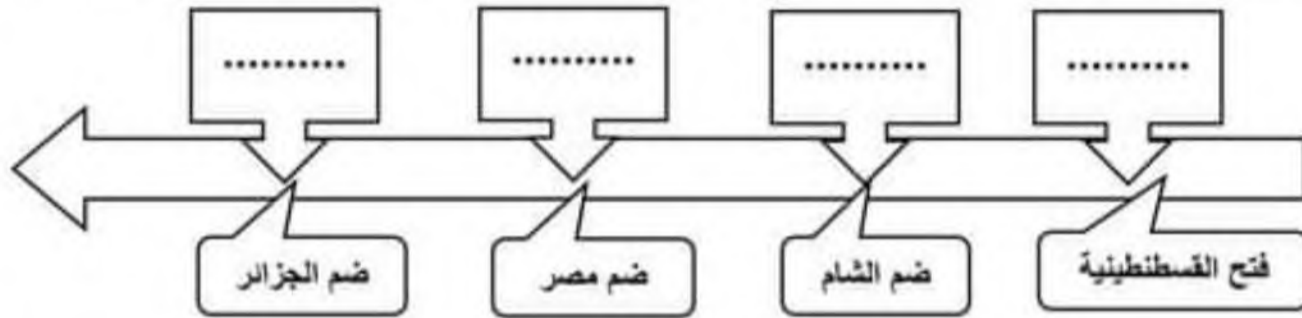 ..........
..........
..........
..........
فتح القسطنطينية
ضم الشام
ضم مصر
ضم الجزائر